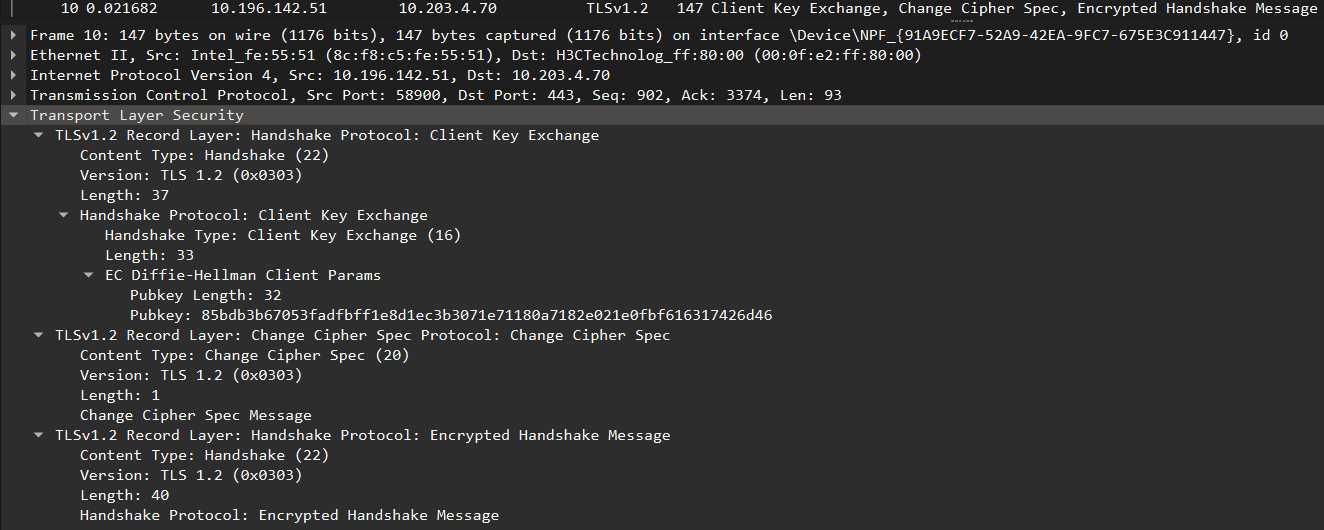 10 0.021682 10.196.142.51 10.203.4.70 TLSv1.2 147 Client Key Exchange, Change Cipher Spec, Encrypted Handshake Message
Frame 10: 147 bytes on wire (1176 bits), 147 bytes captured (1176 bits) on interface \Device\NPF_{91A9ECF7-52A9-42EA-9FC7-675E3C911447}, id 0
Ethernet II, Src: Intel_fe:55:51 (8c:f8:c5:fe:55:51), Dst: H3CTechnolog_ff:80:00 (00:0f:e2:ff:80:00)
Internet Protocol Version 4, Src: 10.196.142.51, Dst: 10.203.4.70
Transmission Control Protocol, Src Port: 58900, Dst Port: 443, Seq: 902, Ack: 3374, Len: 93
Transport Layer Security
TLSv1.2 Record Layer: Handshake Protocol: Client Key Exchange
Content Type: Handshake (22)
Version: TLS 1.2 (0x0303)
Length: 37
Handshake Protocol: Client Key Exchange
Handshake Type: Client Key Exchange (16)
Length: 33
EC Diffie-Hellman Client Params
Pubkey Length: 32
Pubkey: 85bdb3b67053fadfbff1e8d1ec3b3071e71180a7182e021e0fbf616317426d46
TLSv1.2 Record Layer: Change Cipher Spec Protocol: Change Cipher Spec
Content Type: Change Cipher Spec (20)
Version: TLS 1.2 (0x0303)
Length: 1
Change Cipher Spec Message
TLSv1.2 Record Layer: Handshake Protocol: Encrypted Handshake Message
Content Type: Handshake (22)
Version: TLS 1.2 (0x0303)
Length: 40
Handshake Protocol: Encrypted Handshake Message